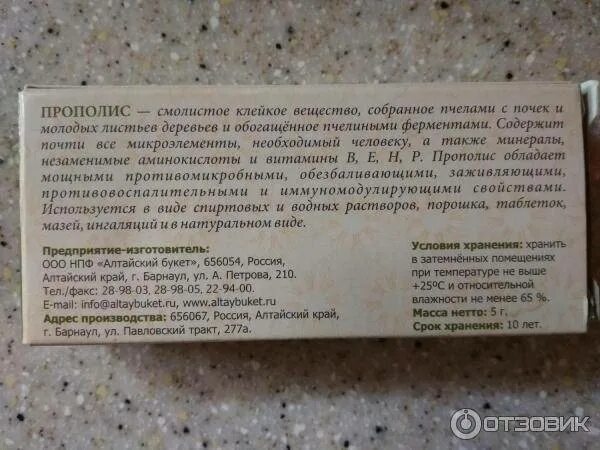 ПРОПОЛИС — смолистое клейкое вещество, собранное пчелами с почек и
молодых листьев деревьев и обогащённое пчелиными ферментами. Содержит
почти все микроэлементы, необходимый человеку, а также минералы,
незаменимые аминокислоты и витамины B, E, H, P. Прополис обладает
мощными противомикробными, обезбаливающими, заживляющими,
противовоспалительными и иммуномодулирующими свойствами.
Используется в виде спиртовых и водных растворов, порошка, таблеток,
мазей, ингаляций и в натуральном виде.
Предприятие-изготовитель:
ООО НПФ «Алтайский букет», 656054, Россия,
Алтайский край, г. Барнаул, ул. А. Петрова, 210.
Тел./факс: 28-98-03, 28-98-05, 22-94-00.
E-mail: info@altaybuket.ru, www.altaybuket.ru
Адрес производства: 656067, Россия, Алтайский край,
г. Барнаул, ул. Павловский тракт, 277а.
Условия хранения: хранить
в затемнённых помещениях
при температуре не выше
+25ºС и относительной
влажности не менее 65 %.
Масса нетто: 5 г.
Срок хранения: 10 лет.
ОТЗОВИК